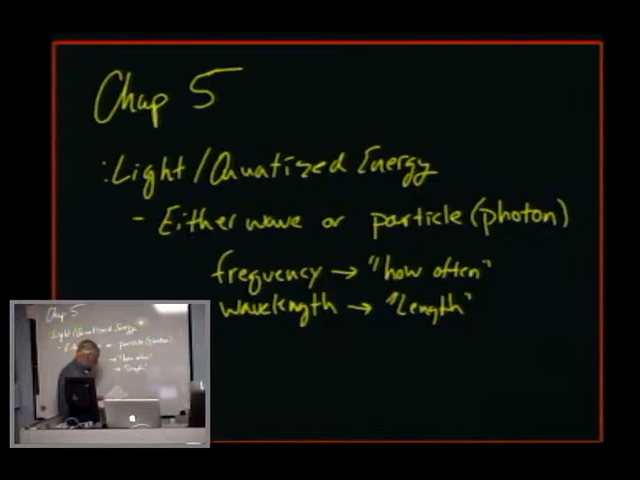 Chap 5
:Light/Quatized Energy
- Either wave or particle (photon)
frequency → "how often"
wavelength → "Length"